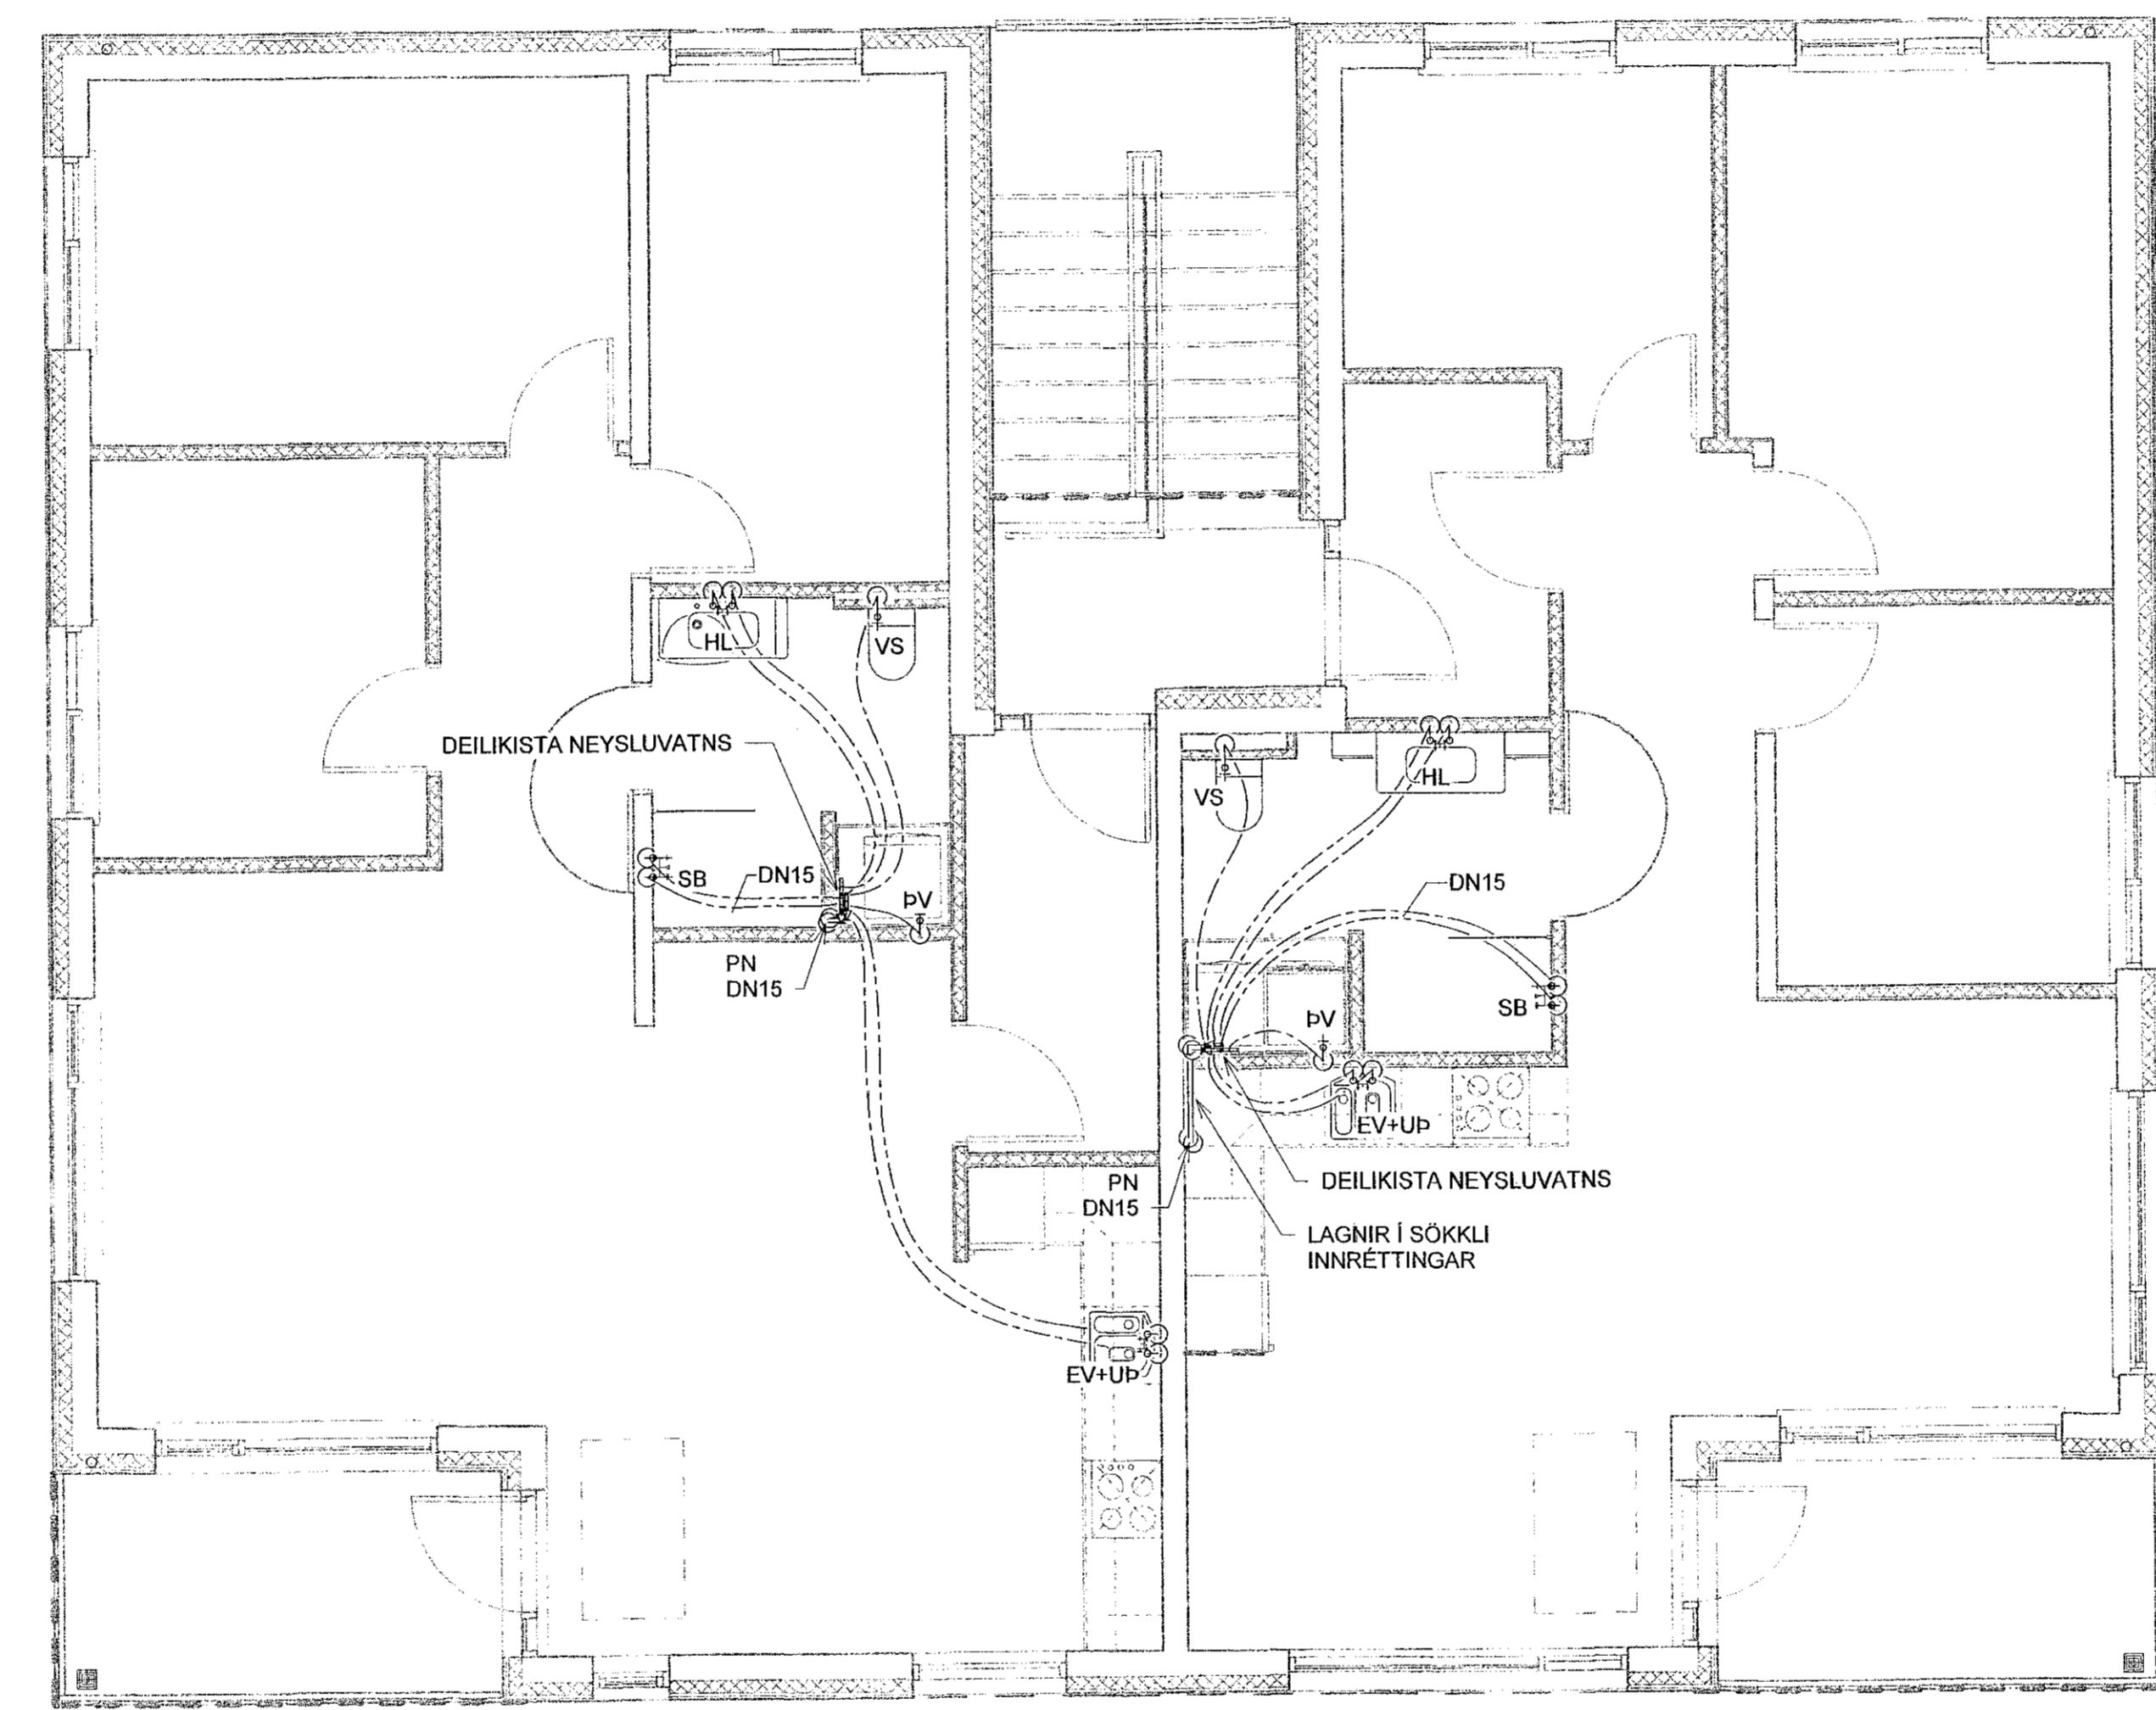 HL
VS
DEILIKISTA NEYSLUVATNS
SB
DN15
ÞV
PN
DN15
EV+UÞ
VS
HL
DN15
SB
ÞV
EV+UÞ
PN
DN15
DEILIKISTA NEYSLUVATNS
LAGNIR Í SÖKKLI
INNRÉTTINGAR